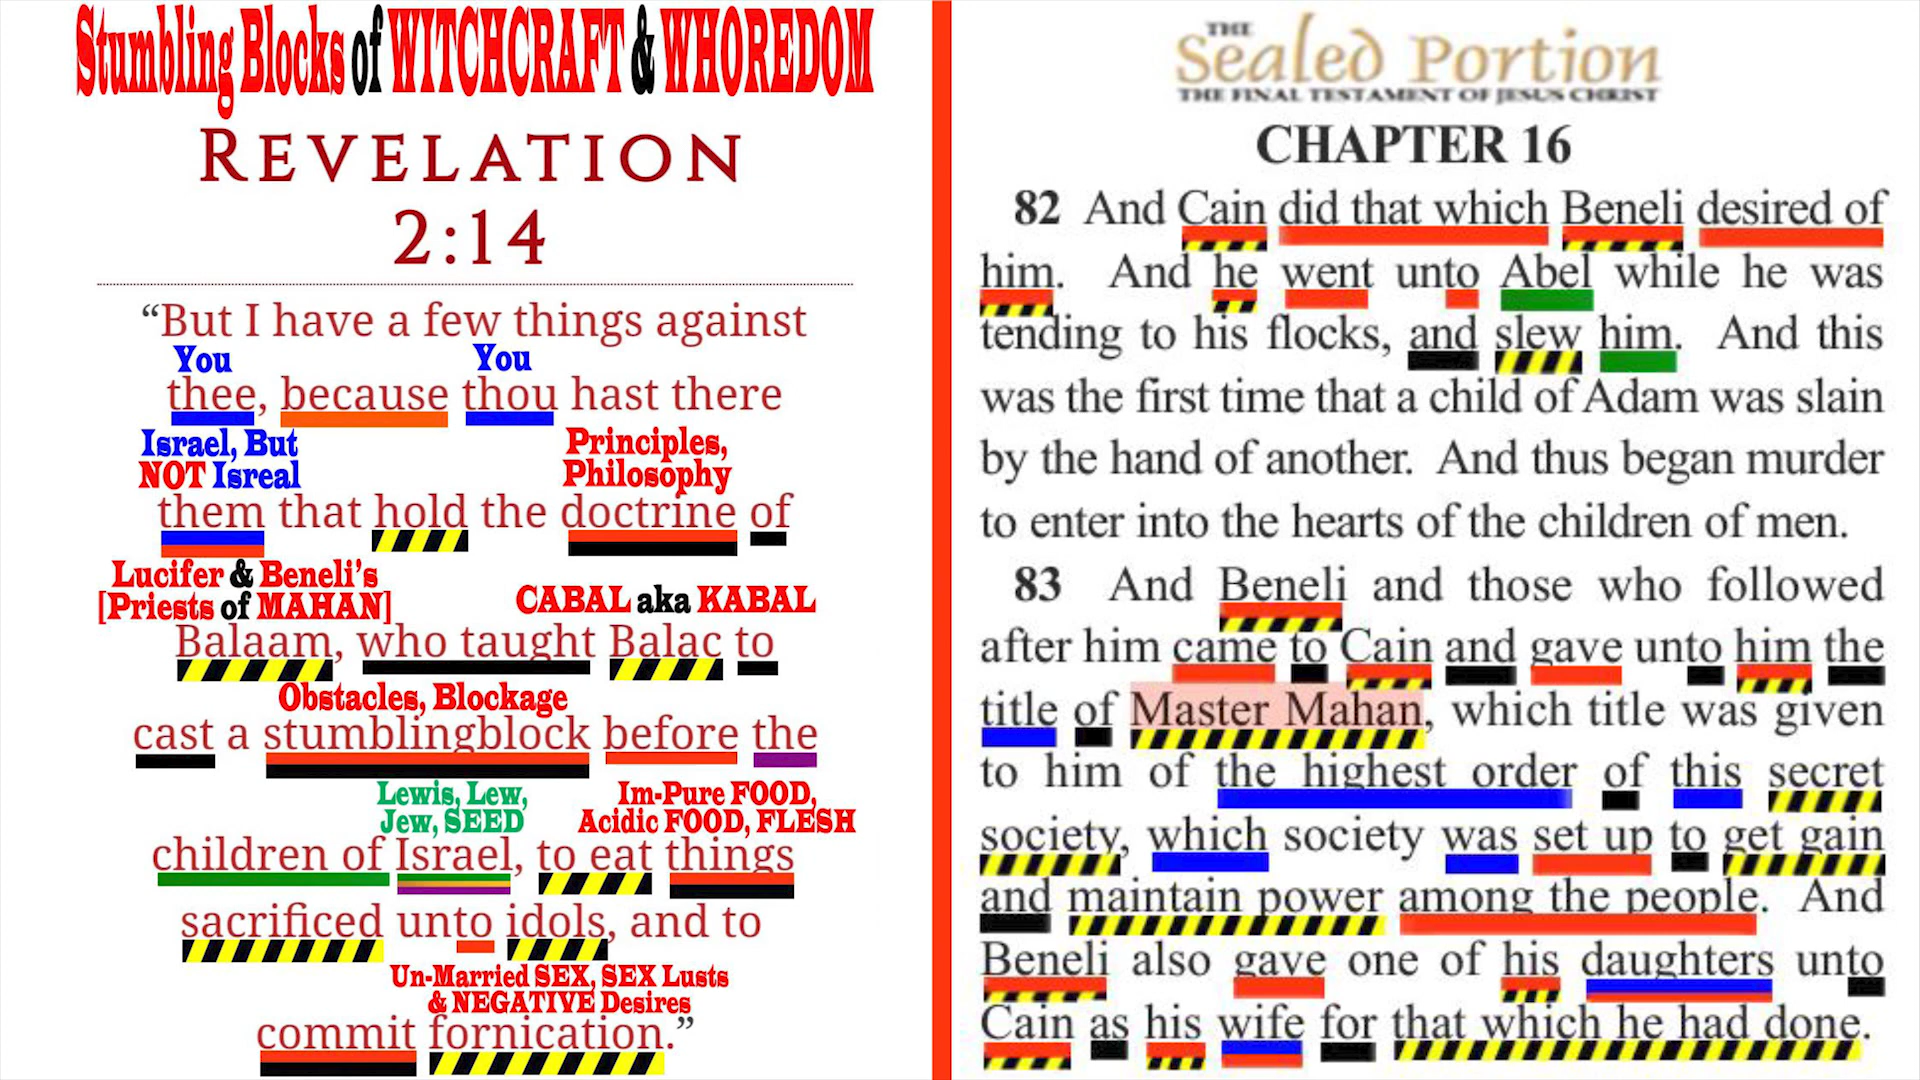 Stumbling Blocks of WITCHCRAFT & WHOREDOM
REVELATION
2:14
“But I have a few things against
You You
thee, because thou hast there
Israel, But
NOT Isreal
Principles,
Philosophy
them that hold the doctrine of
Lucifer & Beneli's
[Priests of MAHAN]
CABAL aka KABAL
Balaam, who taught Balac to
Obstacles, Blockage
cast a stumblingblock before the
Lewis, Lew,
Jew, SEED
Im-Pure FOOD,
Acidic FOOD, FLESH
children of Israel, to eat things
sacrificed unto idols, and to
Un-Married SEX, SEX Lusts
& NEGATIVE Desires
commit fornication.”
THE
Sealed Portion
THE FINAL TESTAMENT OF JESUS CHRIST
CHAPTER 16
82 And Cain did that which Beneli desired of
him. And he went unto Abel while he was
tending to his flocks, and slew him. And this
was the first time that a child of Adam was slain
by the hand of another. And thus began murder
to enter into the hearts of the children of men.
83 And Beneli and those who followed
after him came to Cain and gave unto him the
title of Master Mahan, which title was given
to him of the highest order of this secret
society, which society was set up to get gain
and maintain power among the people. And
Beneli also gave one of his daughters unto
Cain as his wife for that which he had done.